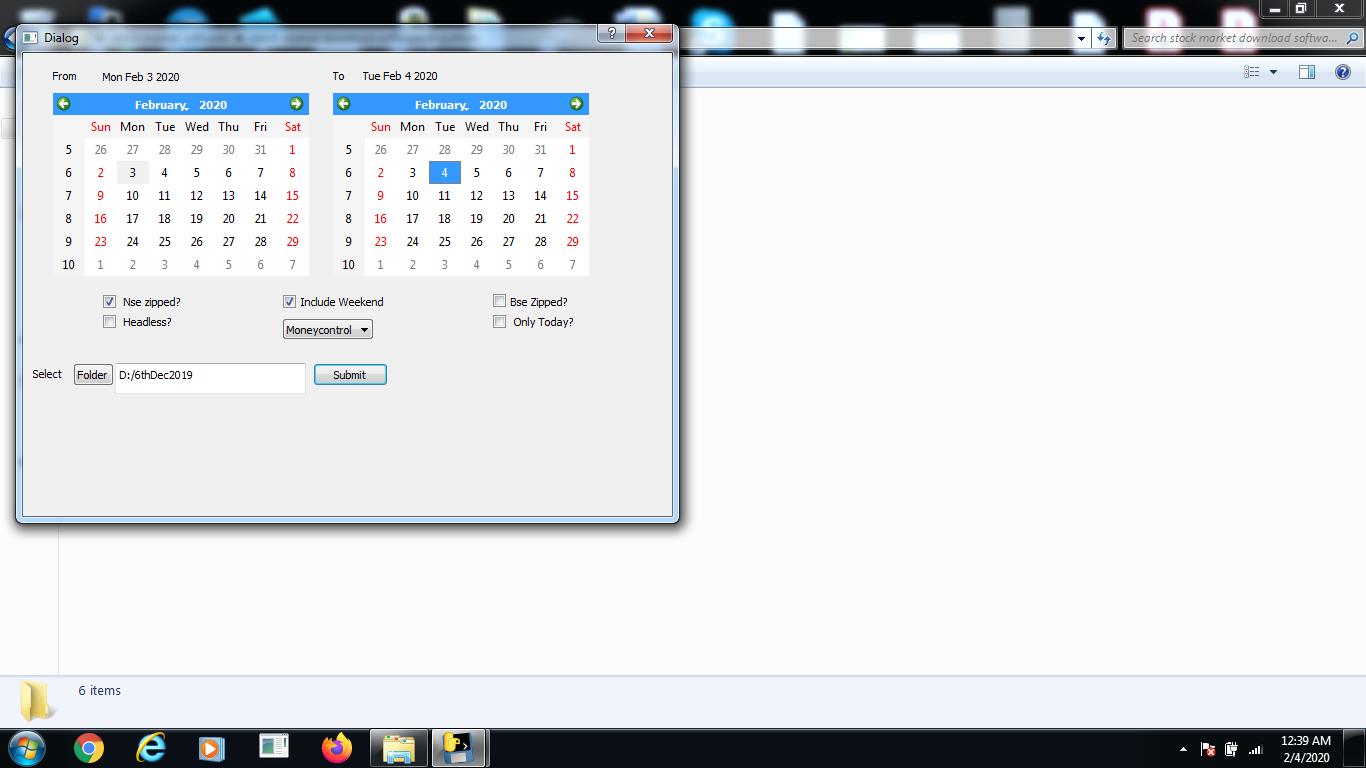 Dialog
Search stock market download softwa...
From Mon Feb 3 2020 To Tue Feb 4 2020
February, 2020 February, 2020
Sun Mon Tue Wed Thu Fri Sat Sun Mon Tue Wed Thu Fri Sat
5 26 27 28 29 30 31 1 5 26 27 28 29 30 31 1
6 2 3 4 5 6 7 8 6 2 3 4 5 6 7 8
7 9 10 11 12 13 14 15 7 9 10 11 12 13 14 15
8 16 17 18 19 20 21 22 8 16 17 18 19 20 21 22
9 23 24 25 26 27 28 29 9 23 24 25 26 27 28 29
10 1 2 3 4 5 6 7 10 1 2 3 4 5 6 7
Nse zipped? Include Weekend Bse Zipped?
Headless? Moneycontrol Only Today?
Select Folder D:/6thDec2019 Submit
6 items
12:39 AM
2/4/2020